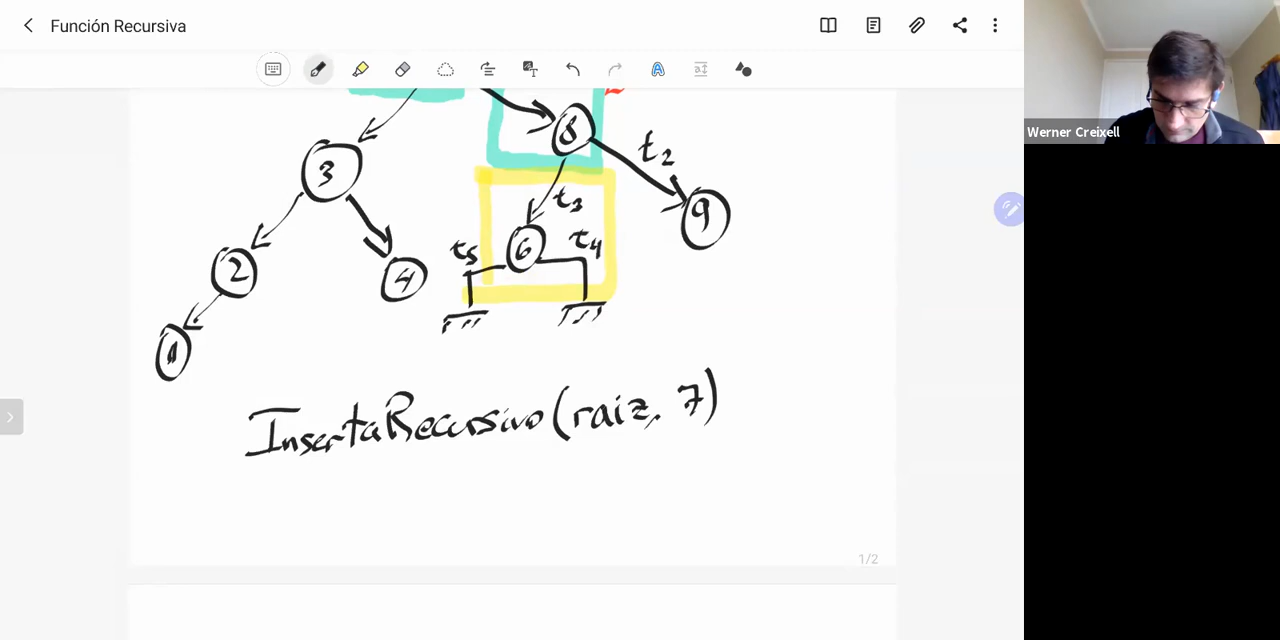 Función Recursiva
Werner Creixell
8
t2
3
t3
9
6
t5
t4
2
4
1
InsertaRecursivo(raiz, 7)
1/2